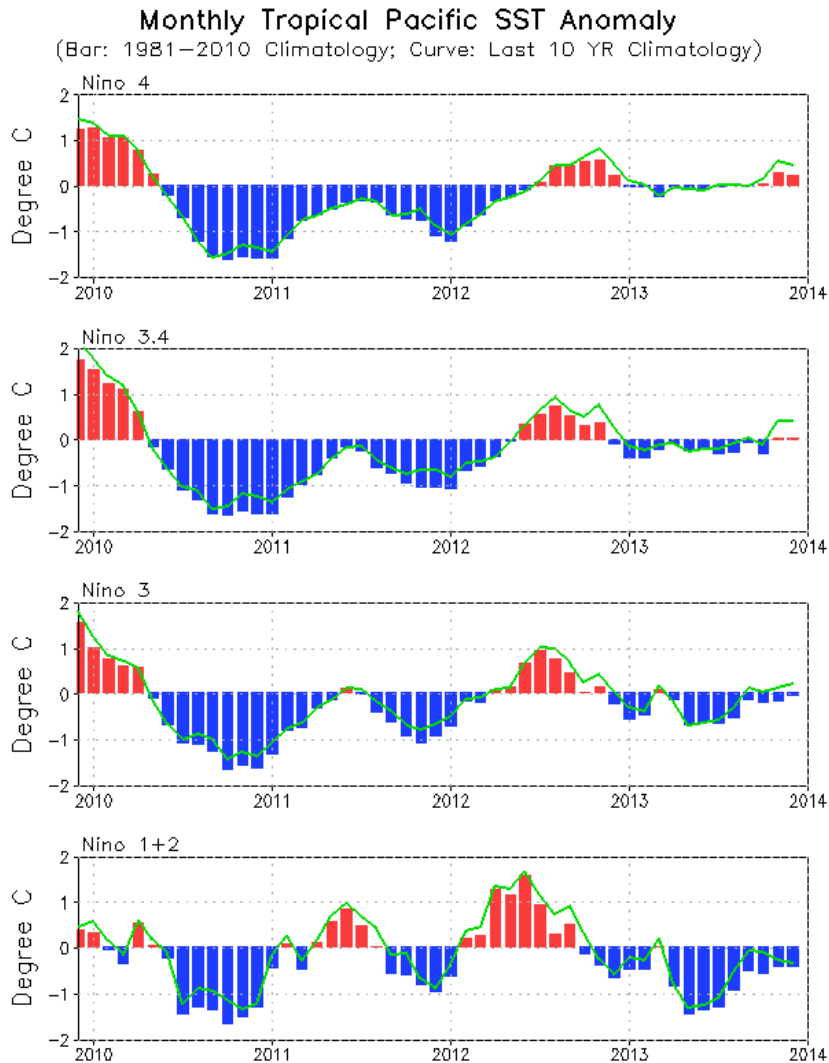 Monthly Tropical Pacific SST Anomaly
(Bar: 1981-2010 Climatology; Curve: Last 10 YR Climatology)
Nino 4
Degree C
2
1
0
-1
-2
2010 2011 2012 2013 2014
Nino 3.4
Degree C
2
1
0
-1
-2
2010 2011 2012 2013 2014
Nino 3
Degree C
2
1
0
-1
-2
2010 2011 2012 2013 2014
Nino 1+2
Degree C
2
1
0
-1
-2
2010 2011 2012 2013 2014